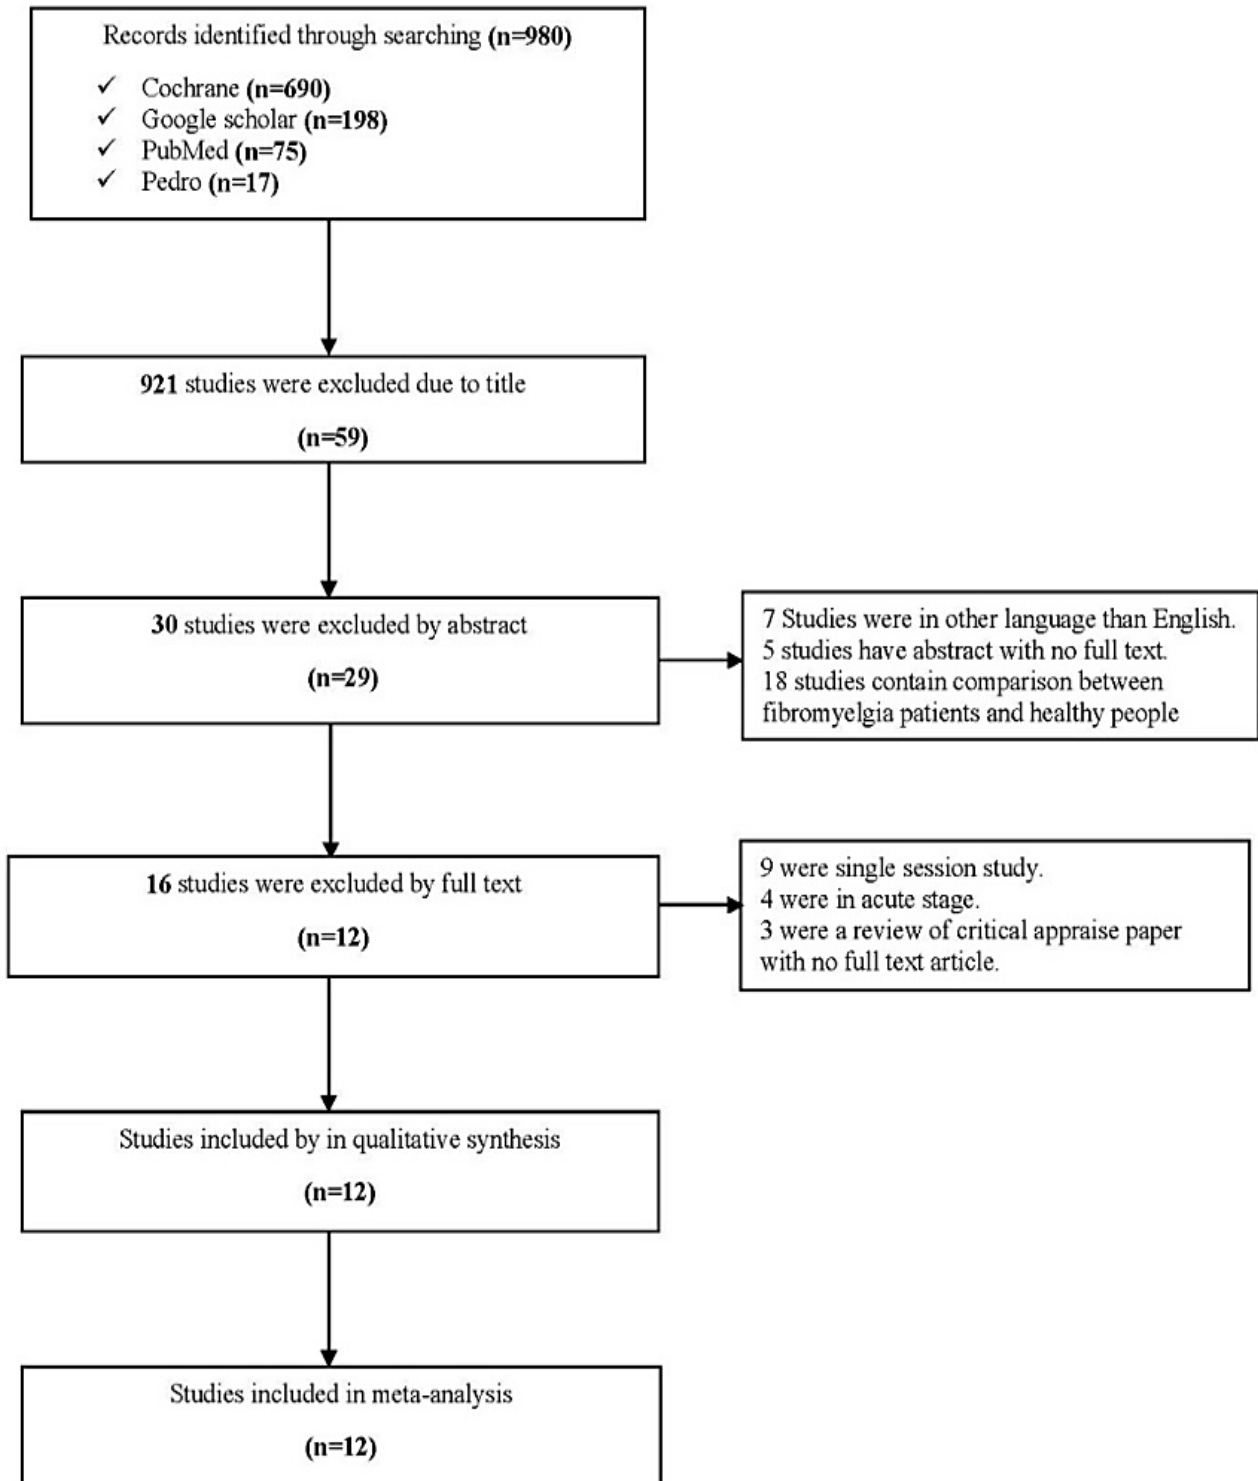 Records identified through searching (n=980)
✓ Cochrane (n=690)
✓ Google scholar (n=198)
✓ PubMed (n=75)
✓ Pedro (n=17)
921 studies were excluded due to title
(n=59)
30 studies were excluded by abstract
(n=29)
7 Studies were in other language than English.
5 studies have abstract with no full text.
18 studies contain comparison between
fibromyelgia patients and healthy people
16 studies were excluded by full text
(n=12)
9 were single session study.
4 were in acute stage.
3 were a review of critical appraise paper
with no full text article.
Studies included by in qualitative synthesis
(n=12)
Studies included in meta-analysis
(n=12)